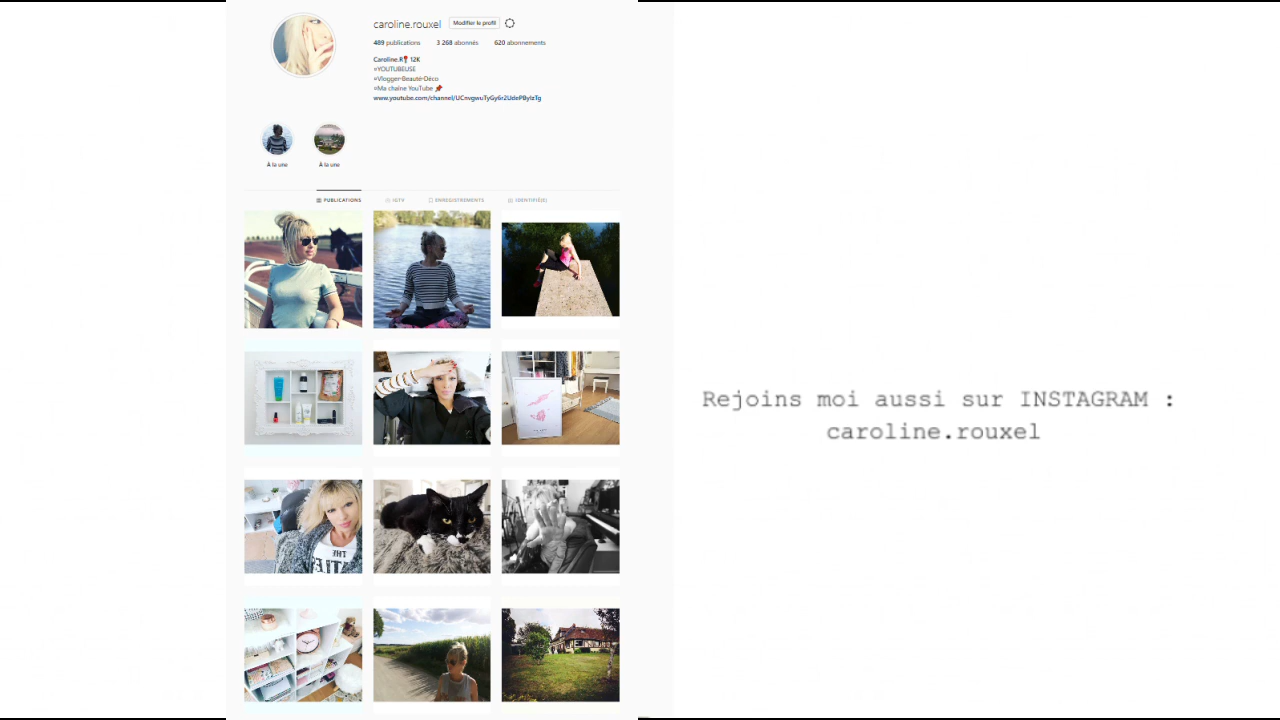 caroline.rouxel Modifier le profil
489 publications 3 268 abonnés 620 abonnements
Caroline.R📍 12K
¤YOUTUBEUSE
¤Vlogger•Beauté•Déco
¤Ma chaîne YouTube 📌
À la une À la une
PUBLICATIONS IGTV ENREGISTREMENTS IDENTIFIÉ(E)
Rejoins moi aussi sur INSTAGRAM :
caroline.rouxel